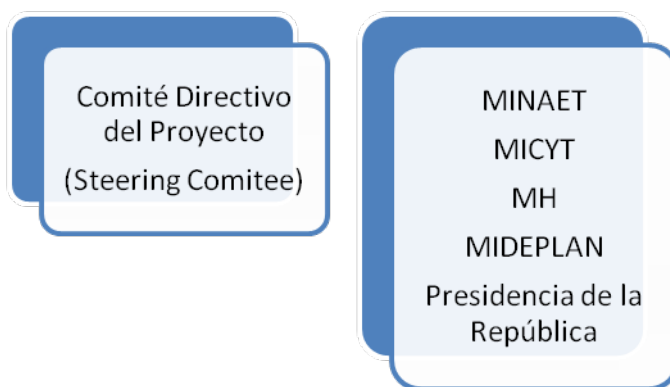 Comité Directivo
del Proyecto
(Steering Comitee)
MINAET
MICYT
MH
MIDEPLAN
Presidencia de la
República